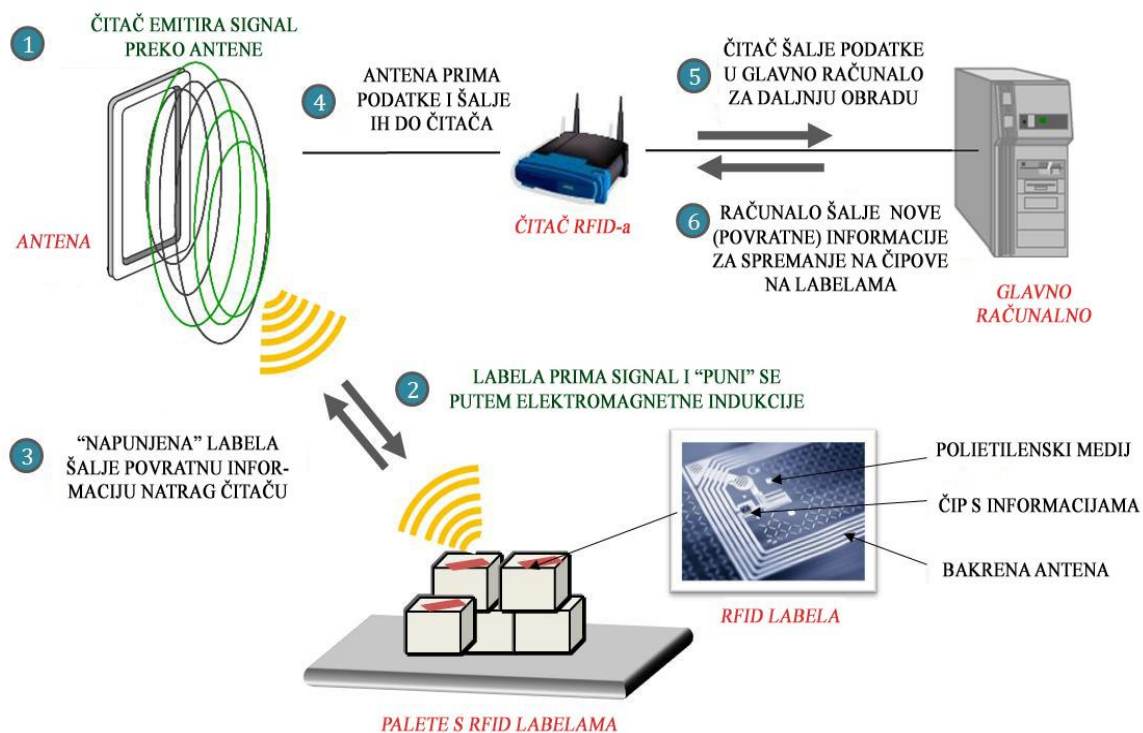 1
ČITAČ EMITIRA SIGNAL
PREKO ANTENE
ANTENA
4
ANTENA PRIMA
PODATKE I ŠALJE
IH DO ČITAČA
ČITAČ RFID-a
5
ČITAČ ŠALJE PODATKE
U GLAVNO RAČUNALO
ZA DALJNJU OBRADU
6
RAČUNALO ŠALJE NOVE
(POVRATNE) INFORMACIJE
ZA SPREMANJE NA ČIPOVE
NA LABELAMA
GLAVNO
RAČUNALNO
2
LABELA PRIMA SIGNAL I “PUNI” SE
PUTEM ELEKTROMAGNETNE INDUKCIJE
3
“NAPUNJENA” LABELA
ŠALJE POVRATNU INFOR-
MACIJU NATRAG ČITAČU
POLIETILENSKI MEDIJ
ČIP S INFORMACIJAMA
BAKRENA ANTENA
RFID LABELA
PALETE S RFID LABELAMA